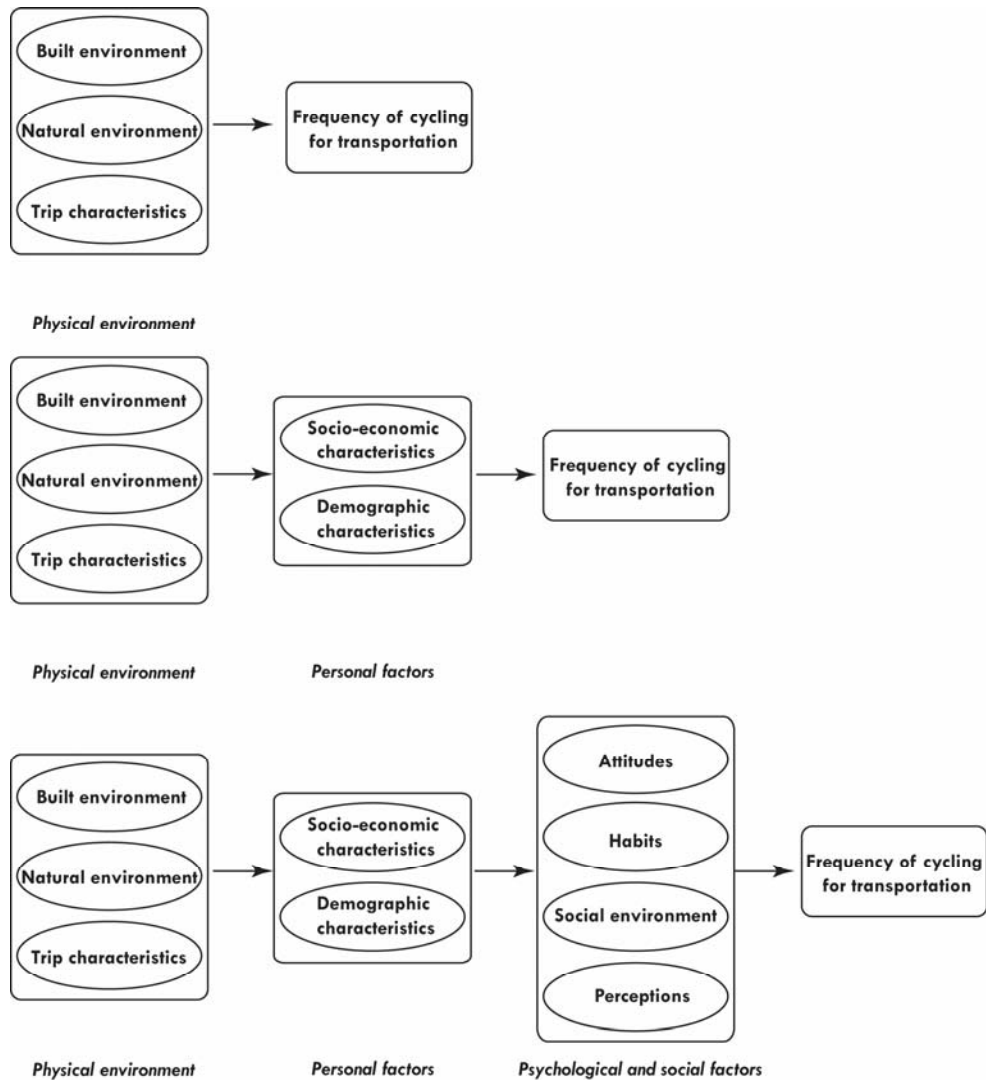 Built environment
Natural environment
Trip characteristics
Frequency of cycling
for transportation
Physical environment
Built environment
Natural environment
Trip characteristics
Socio-economic
characteristics
Demographic
characteristics
Frequency of cycling
for transportation
Physical environment
Personal factors
Built environment
Natural environment
Trip characteristics
Socio-economic
characteristics
Demographic
characteristics
Attitudes
Habits
Social environment
Perceptions
Frequency of cycling
for transportation
Physical environment
Personal factors
Psychological and social factors